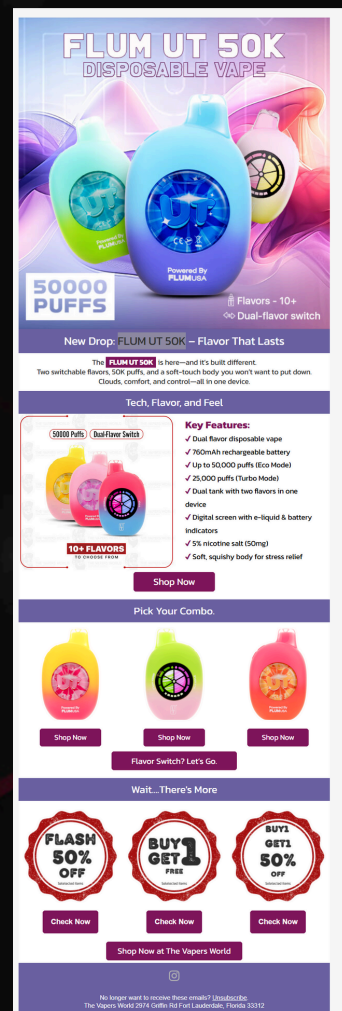 FLUM UT 50K
DISPOSABLE VAPE
UT
Powered By
FLUMUSA
50000
PUFFS
Flavors - 10+
Dual-flavor switch
New Drop: FLUM UT 50K – Flavor That Lasts
The FLUM UT 50K is here—and it's built different.
Two switchable flavors, 50K puffs, and a soft-touch body you won't want to put down.
Clouds, comfort, and control—all in one device.
Tech, Flavor, and Feel
50000 Puffs
Dual-Flavor Switch
10+ FLAVORS
TO CHOOSE FROM
Key Features:
✓ Dual flavor disposable vape
✓ 760mAh rechargeable battery
✓ Up to 50,000 puffs (Eco Mode)
✓ 25,000 puffs (Turbo Mode)
✓ Dual tank with two flavors in one
device
✓ Digital screen with e-liquid & battery
indicators
✓ 5% nicotine salt (50mg)
✓ Soft, squishy body for stress relief
Shop Now
Pick Your Combo.
Shop Now
Shop Now
Shop Now
Flavor Switch? Let's Go.
Wait...There's More
FLASH
50%
OFF
Selected Items
BUY 1
GET
FREE
Selected Items
BUY1
GET1
50%
OFF
Selected Items
Check Now
Check Now
Check Now
Shop Now at The Vapers World
No longer want to receive these emails? Unsubscribe.
The Vapers World 2974 Griffin Rd Fort Lauderdale, Florida 33312